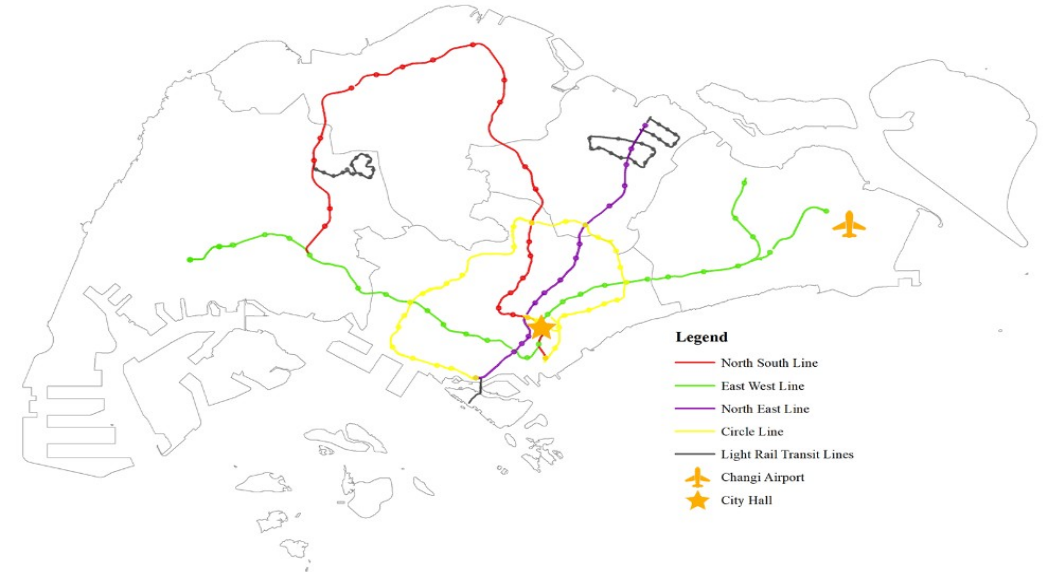 Legend
North South Line
East West Line
North East Line
Circle Line
Light Rail Transit Lines
Changi Airport
City Hall